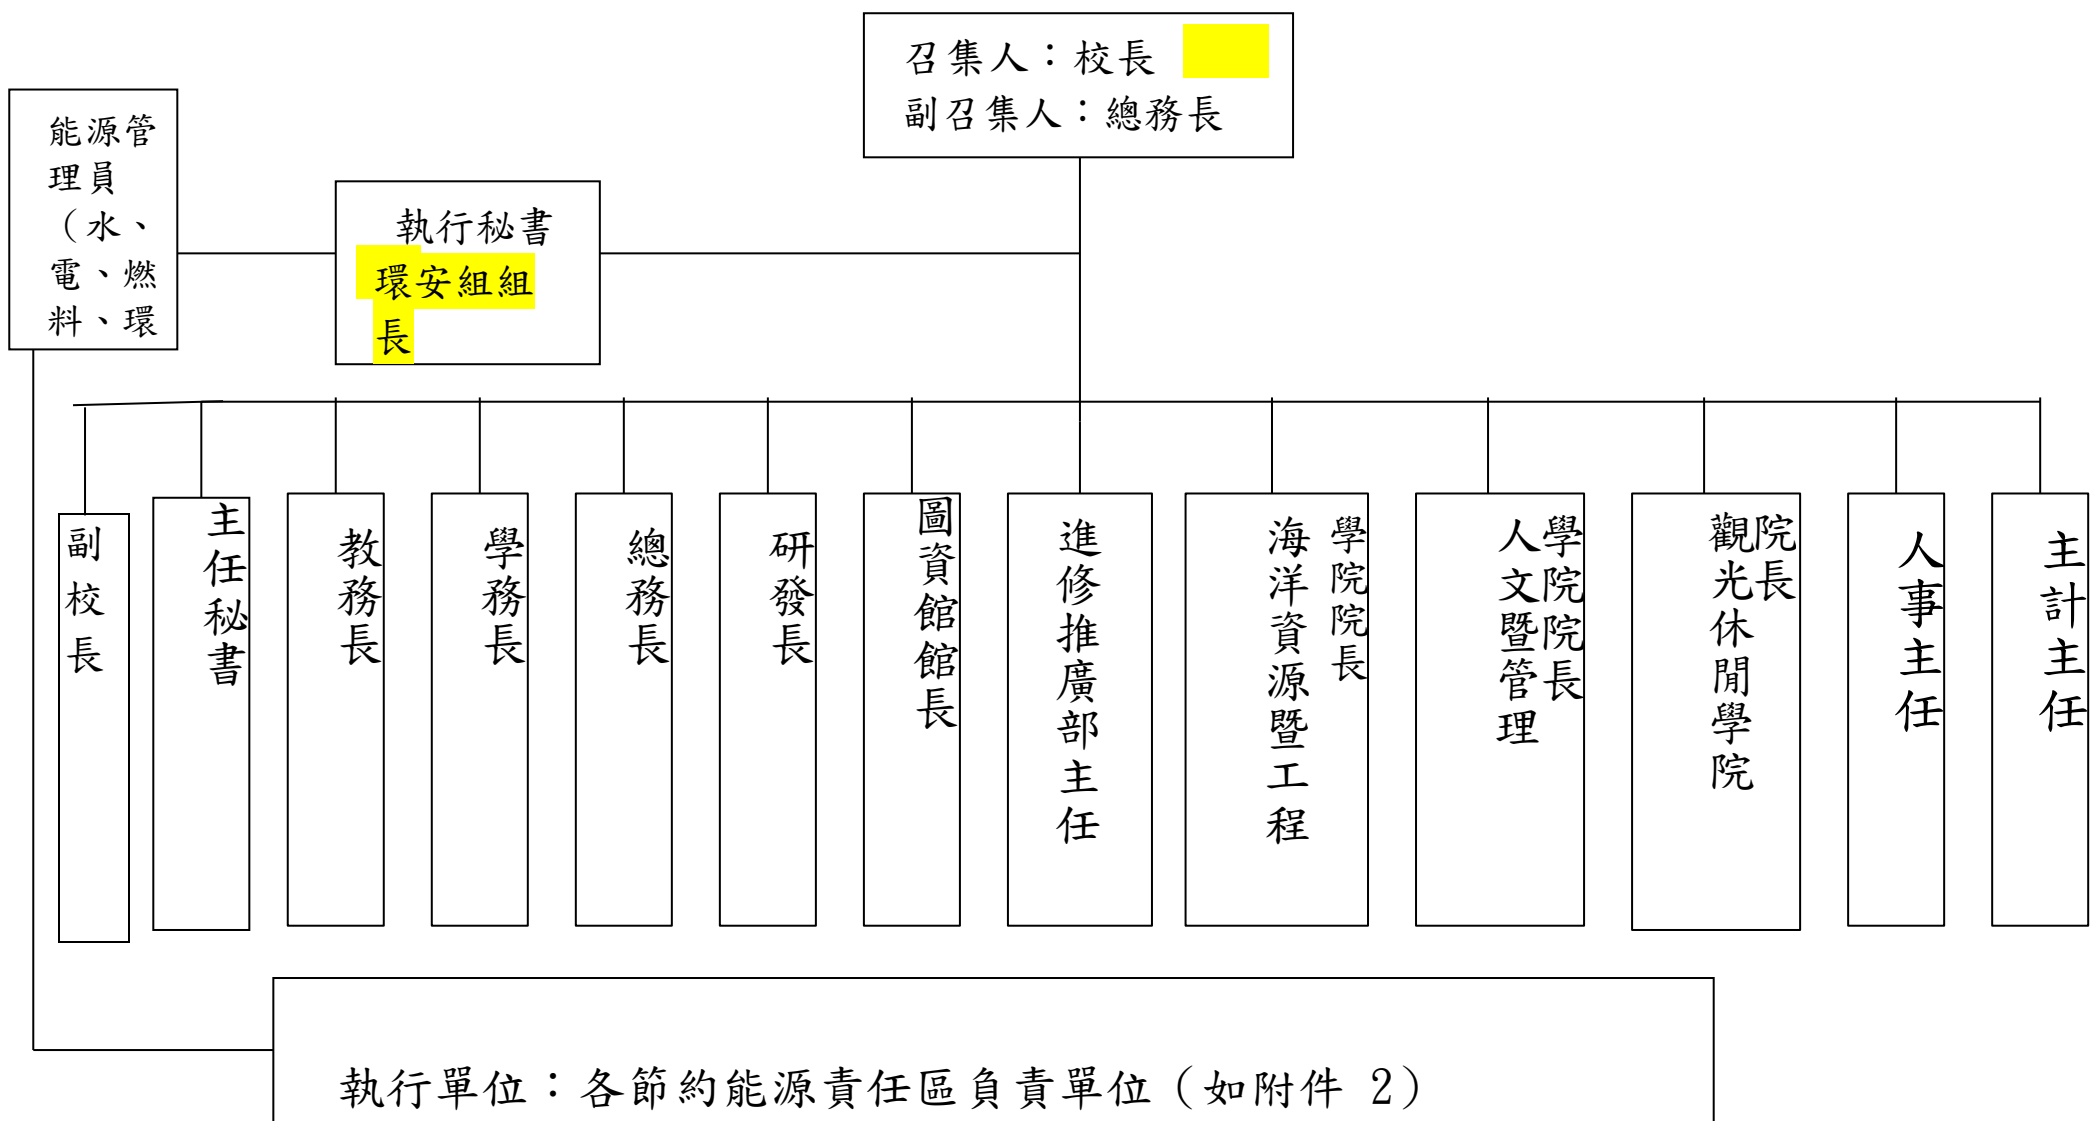 召集人：校長
副召集人：總務長
能源管
理員
（水、
電、燃
料、環
執行秘書
環安組組
長
副校長
主任秘書
教務長
學務長
總務長
研發長
圖資館館長
進修推廣部主任
海洋資源暨工程
學院院長
人文暨管理
學院院長
觀光休閒學院
院長
人事主任
主計主任
執行單位：各節約能源責任區負責單位（如附件 2）